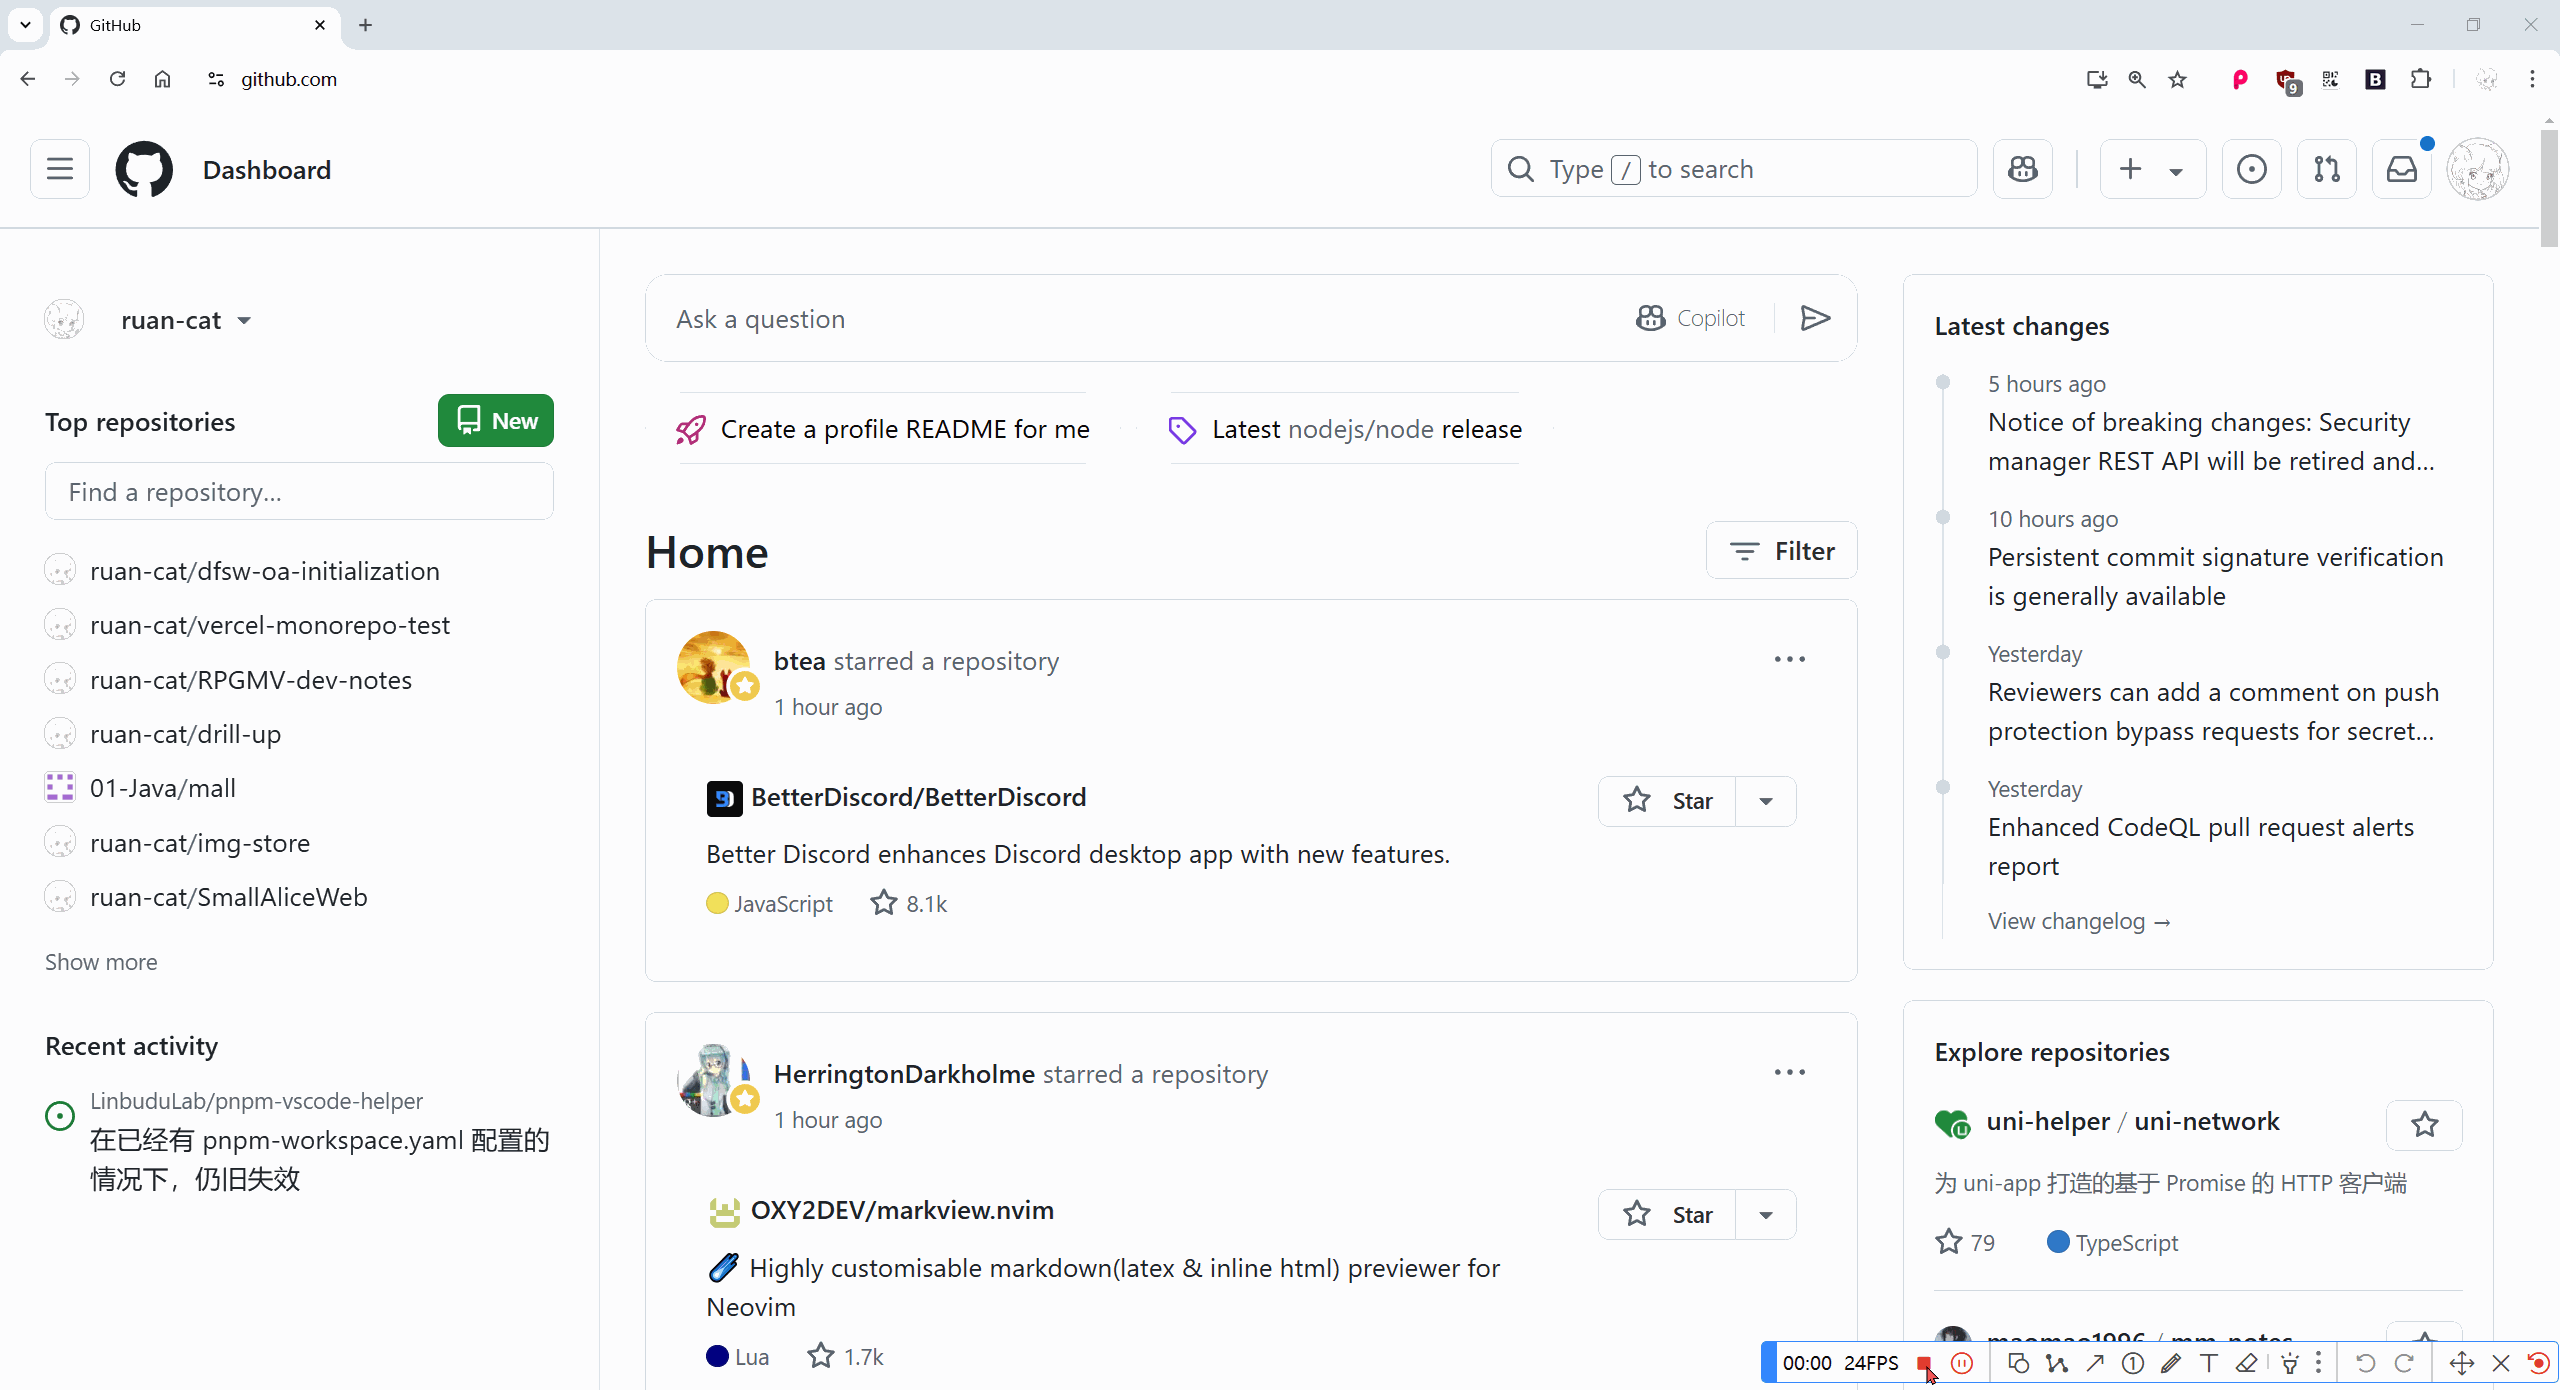 GitHub
github.com
9
B
Dashboard
Type / to search
ruan-cat
Top repositories
New
Find a repository...
ruan-cat/dfsw-oa-initialization
ruan-cat/vercel-monorepo-test
ruan-cat/RPGMV-dev-notes
ruan-cat/drill-up
01-Java/mall
ruan-cat/img-store
ruan-cat/SmallAliceWeb
Show more
Recent activity
LinbuduLab/pnpm-vscode-helper
在已经有 pnpm-workspace.yaml 配置的
情况下，仍旧失效
Ask a question
Copilot
Create a profile README for me
Latest nodejs/node release
Home
Filter
btea starred a repository
1 hour ago
BetterDiscord/BetterDiscord
Star
Better Discord enhances Discord desktop app with new features.
JavaScript
8.1k
HerringtonDarkholme starred a repository
1 hour ago
OXY2DEV/markview.nvim
Star
Highly customisable markdown(latex & inline html) previewer for
Neovim
Lua
1.7k
Latest changes
5 hours ago
Notice of breaking changes: Security
manager REST API will be retired and...
10 hours ago
Persistent commit signature verification
is generally available
Yesterday
Reviewers can add a comment on push
protection bypass requests for secret...
Yesterday
Enhanced CodeQL pull request alerts
report
View changelog →
Explore repositories
uni-helper / uni-network
为 uni-app 打造的基于 Promise 的 HTTP 客户端
79
TypeScript
maomao1996 / mm-notes
00:00 24FPS
1
T